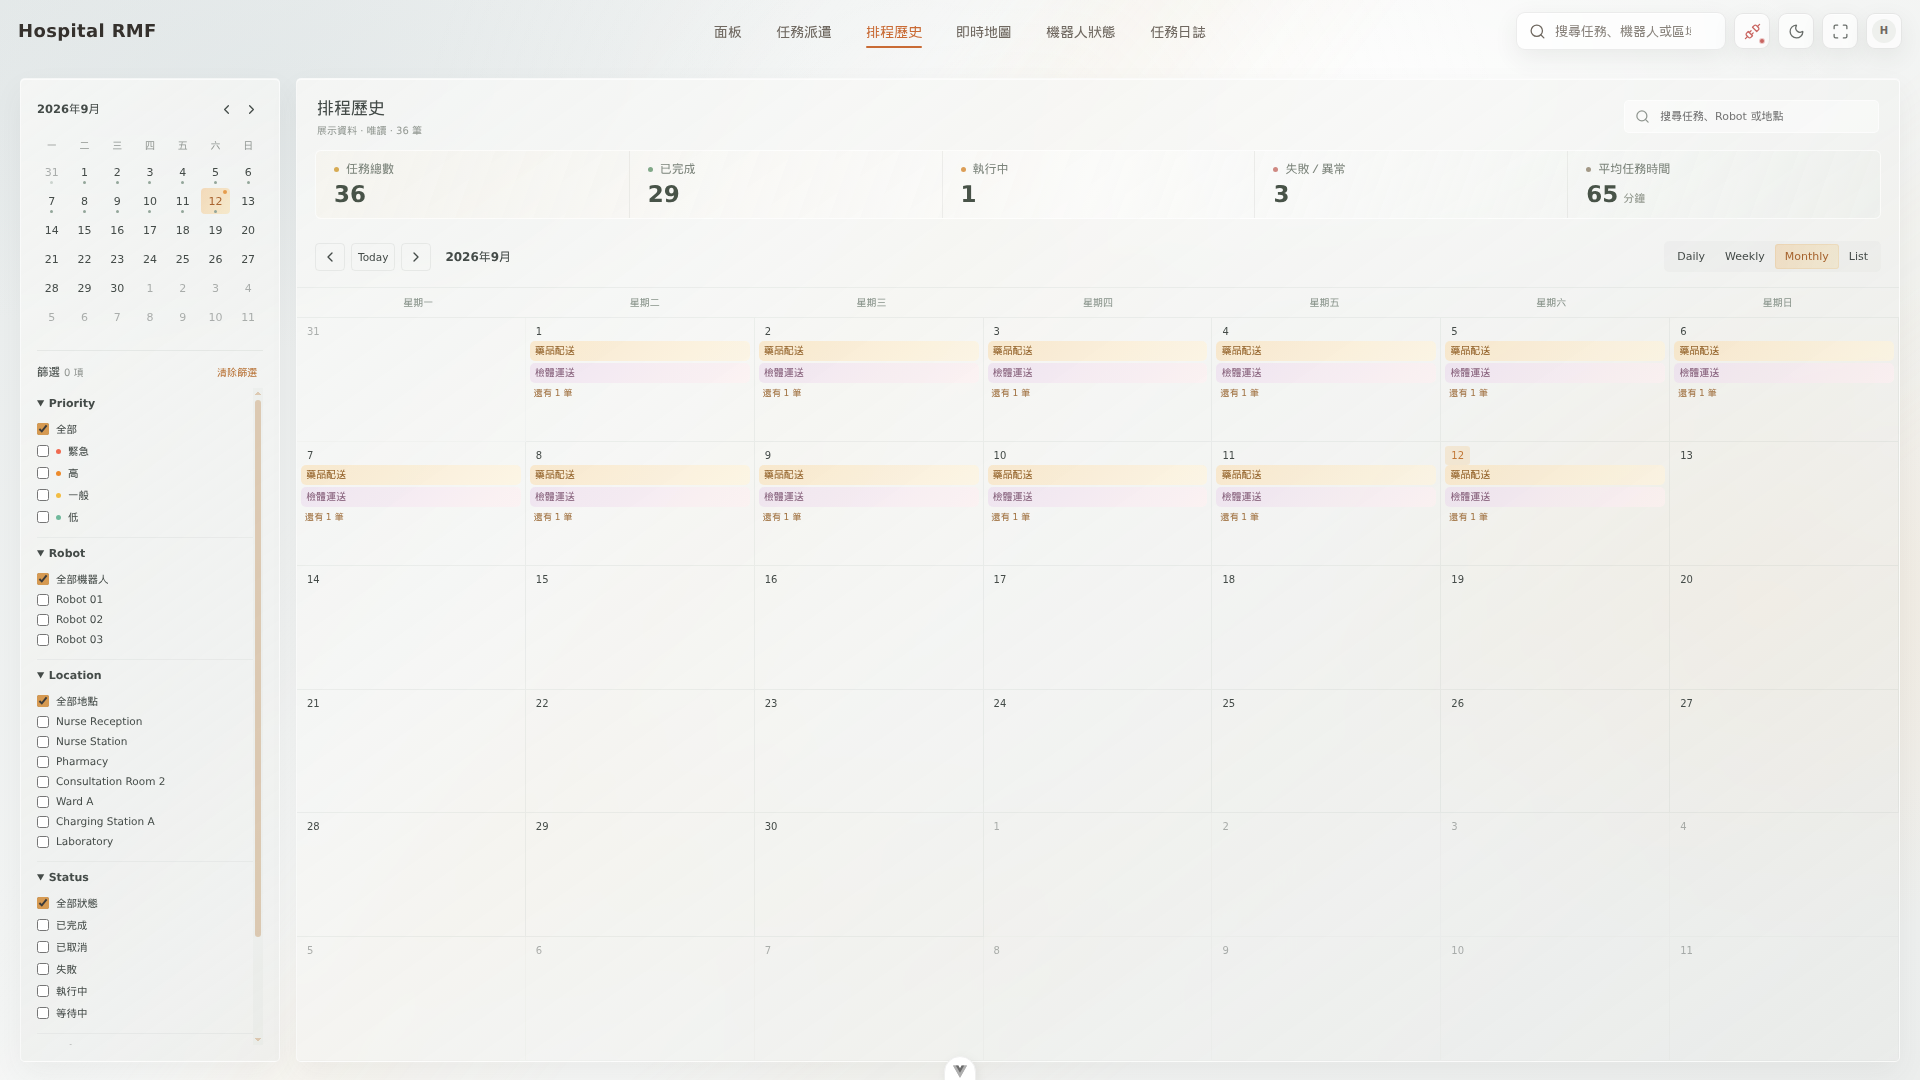 Hospital RMF
面板 任務派遣 排程歷史 即時地圖 機器人狀態 任務日誌
搜尋任務、機器人或區域
H
2026年9月
一 二 三 四 五 六 日
31 1 2 3 4 5 6
7 8 9 10 11 12 13
14 15 16 17 18 19 20
21 22 23 24 25 26 27
28 29 30 1 2 3 4
5 6 7 8 9 10 11
篩選 0 項 清除篩選
Priority
全部
緊急
高
一般
低
Robot
全部機器人
Robot 01
Robot 02
Robot 03
Location
全部地點
Nurse Reception
Nurse Station
Pharmacy
Consultation Room 2
Ward A
Charging Station A
Laboratory
Status
全部狀態
已完成
已取消
失敗
執行中
等待中
排程歷史
展示資料 · 唯讀 · 36 筆
搜尋任務、Robot 或地點
任務總數 已完成 執行中 失敗 / 異常 平均任務時間
36 29 1 3 65 分鐘
Today 2026年9月 Daily Weekly Monthly List
星期一 星期二 星期三 星期四 星期五 星期六 星期日
31 1 2 3 4 5 6
藥品配送 藥品配送 藥品配送 藥品配送 藥品配送 藥品配送
檢體運送 檢體運送 檢體運送 檢體運送 檢體運送 檢體運送
還有 1 筆 還有 1 筆 還有 1 筆 還有 1 筆 還有 1 筆 還有 1 筆
7 8 9 10 11 12 13
藥品配送 藥品配送 藥品配送 藥品配送 藥品配送 藥品配送
檢體運送 檢體運送 檢體運送 檢體運送 檢體運送 檢體運送
還有 1 筆 還有 1 筆 還有 1 筆 還有 1 筆 還有 1 筆 還有 1 筆
14 15 16 17 18 19 20
21 22 23 24 25 26 27
28 29 30 1 2 3 4
5 6 7 8 9 10 11